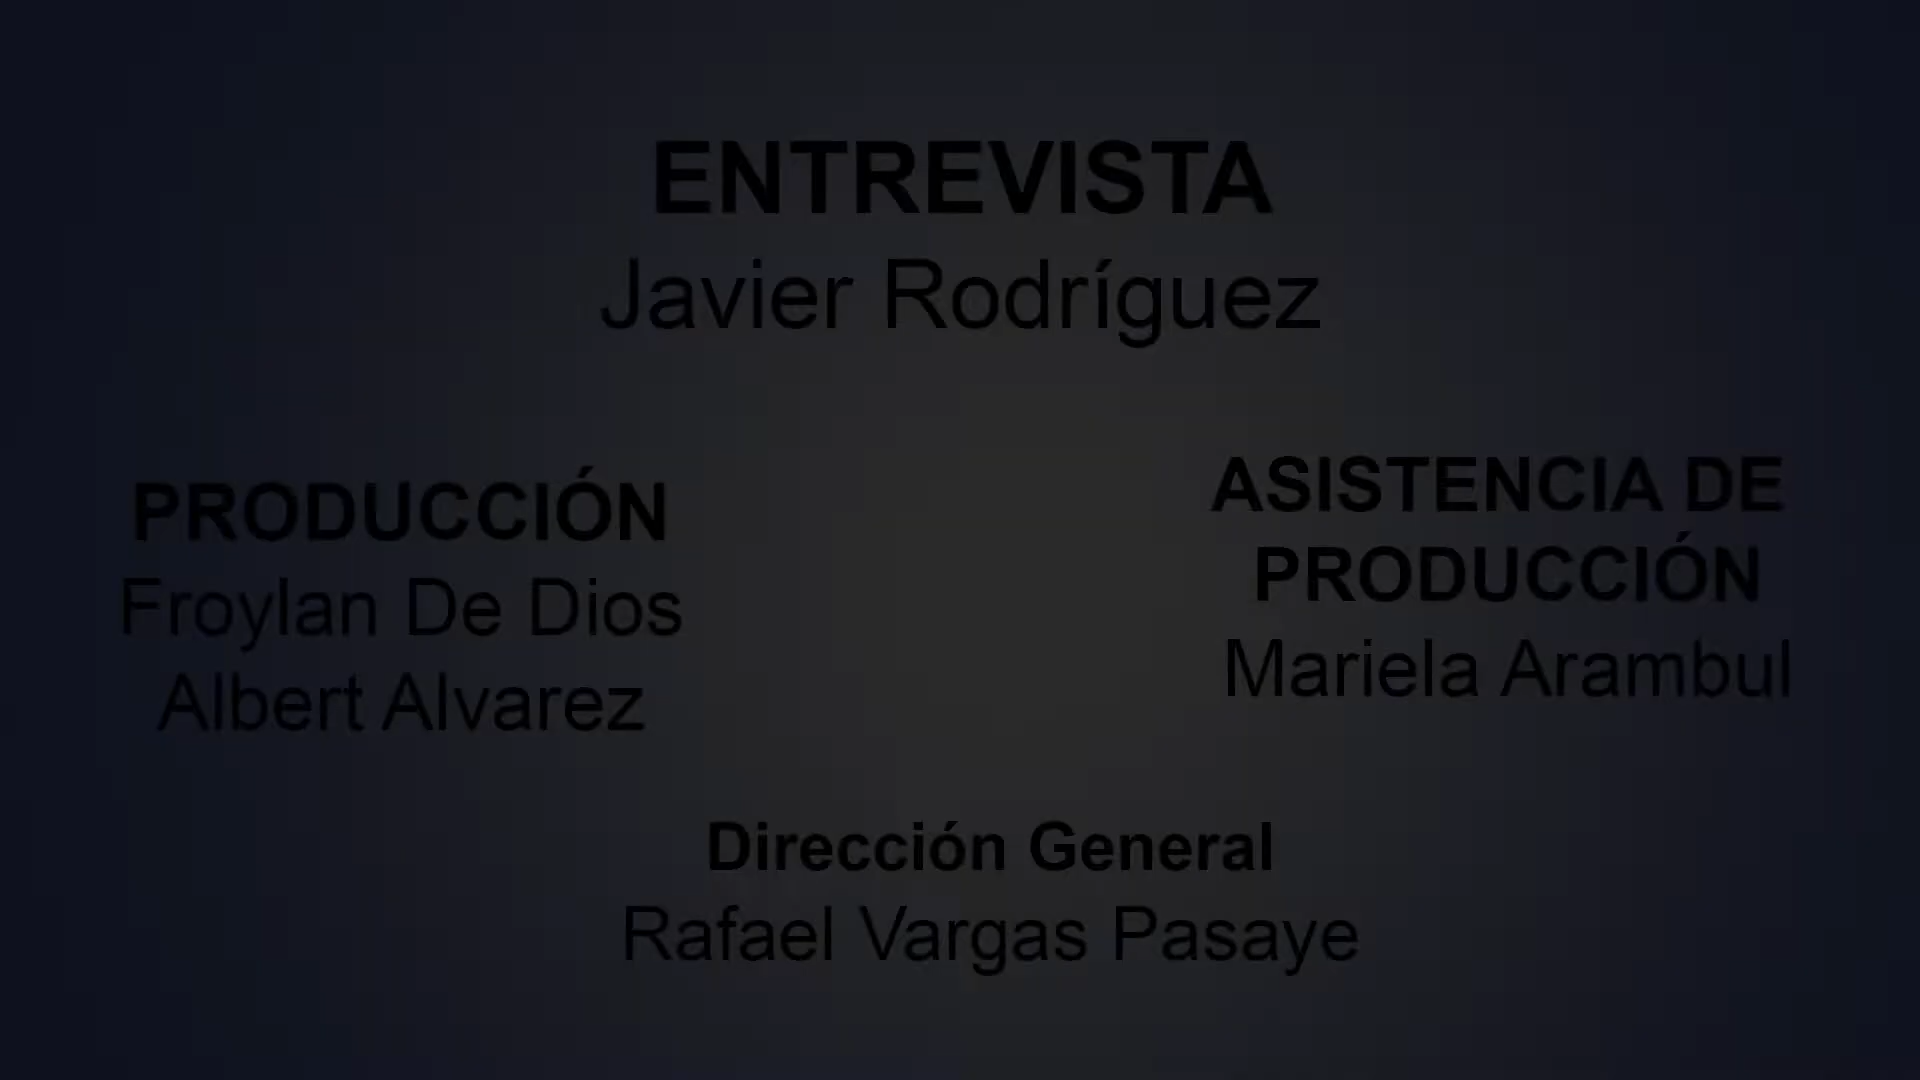 ENTREVISTA
Javier Rodríguez
PRODUCCIÓN
Froylan De Dios
Albert Alvarez
ASISTENCIA DE
PRODUCCIÓN
Mariela Arambul
Dirección General
Rafael Vargas Pasaye